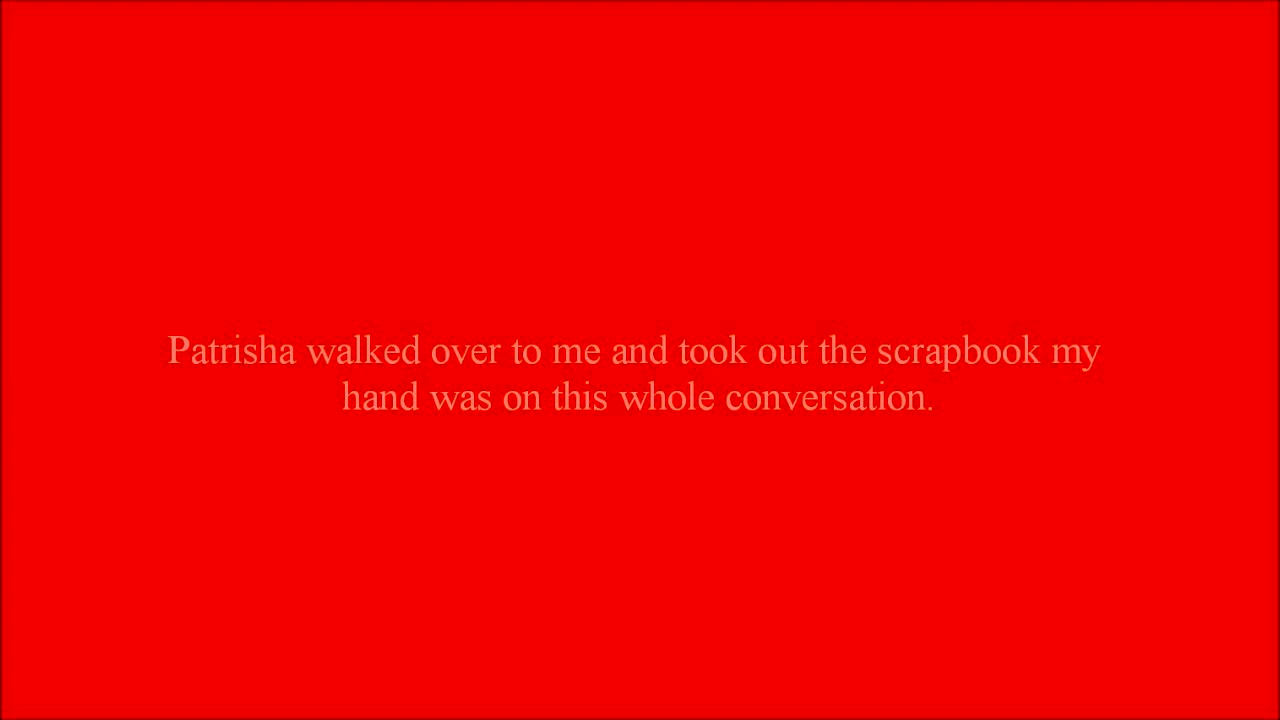 Patrisha walked over to me and took out the scrapbook my
hand was on this whole conversation.